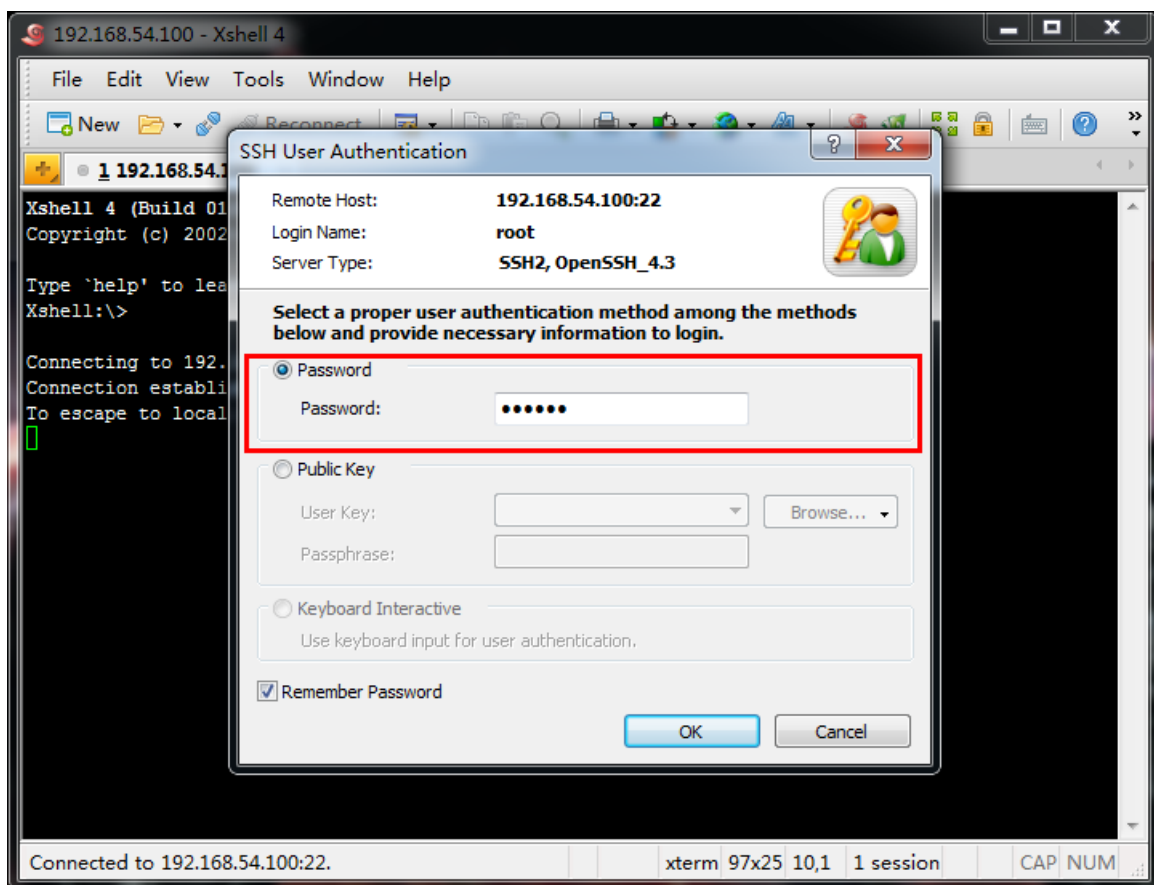 192.168.54.100 - Xshell 4
File Edit View Tools Window Help
New Reconnect
1 192.168.54.1
Xshell 4 (Build 01
Copyright (c) 2002
Type `help' to lea
Xshell:\>
Connecting to 192.
Connection establi
To escape to local
SSH User Authentication
Remote Host: 192.168.54.100:22
Login Name: root
Server Type: SSH2, OpenSSH_4.3
Select a proper user authentication method among the methods
below and provide necessary information to login.
Password
Password: ●●●●●●
Public Key
User Key: Browse...
Passphrase:
Keyboard Interactive
Use keyboard input for user authentication.
Remember Password
OK Cancel
Connected to 192.168.54.100:22. xterm 97x25 10,1 1 session CAP NUM